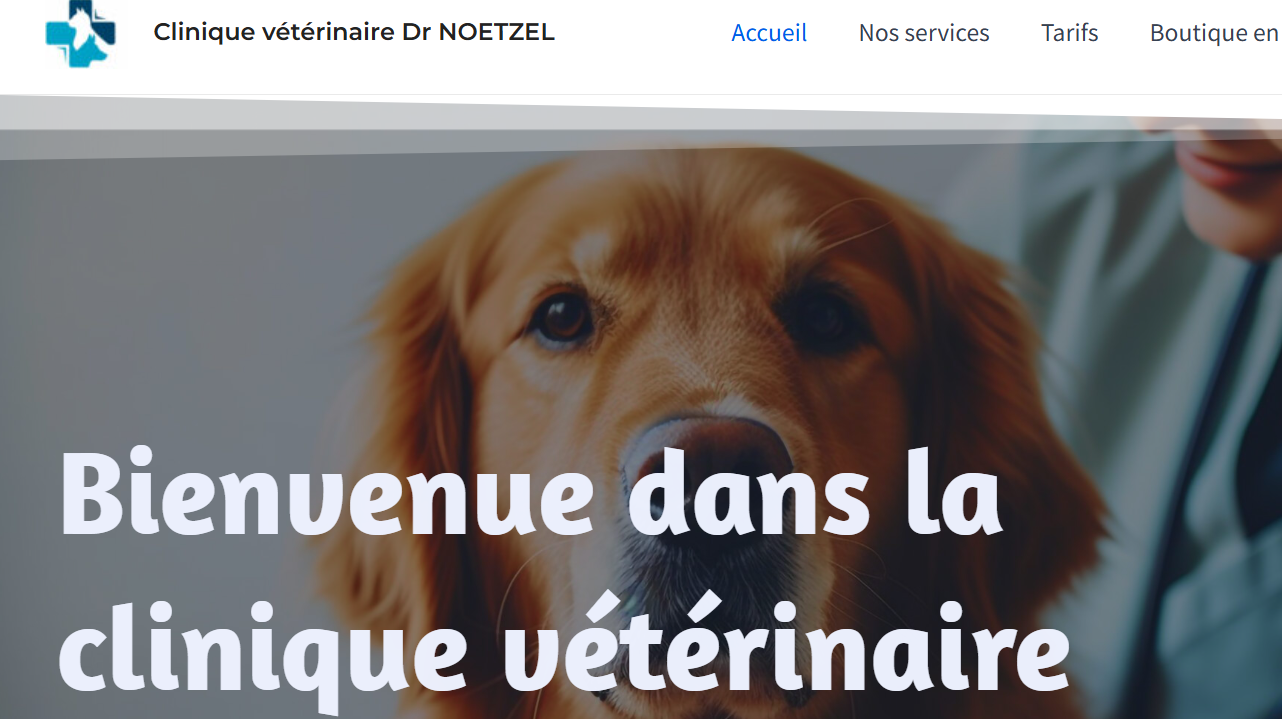 Clinique vétérinaire Dr NOETZEL
Accueil Nos services Tarifs Boutique en
Bienvenue dans la
clinique vétérinaire